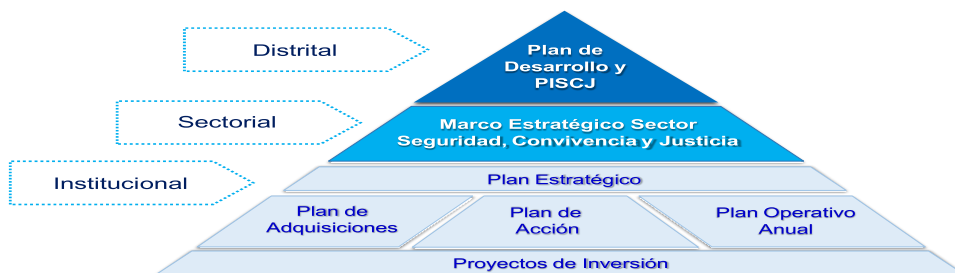 Distrital
Plan de
Desarrollo y
PISCJ
Sectorial
Marco Estratégico Sector
Seguridad, Convivencia y Justicia
Institucional
Plan Estratégico
Plan de
Adquisiciones
Plan de
Acción
Plan Operativo
Anual
Proyectos de Inversión